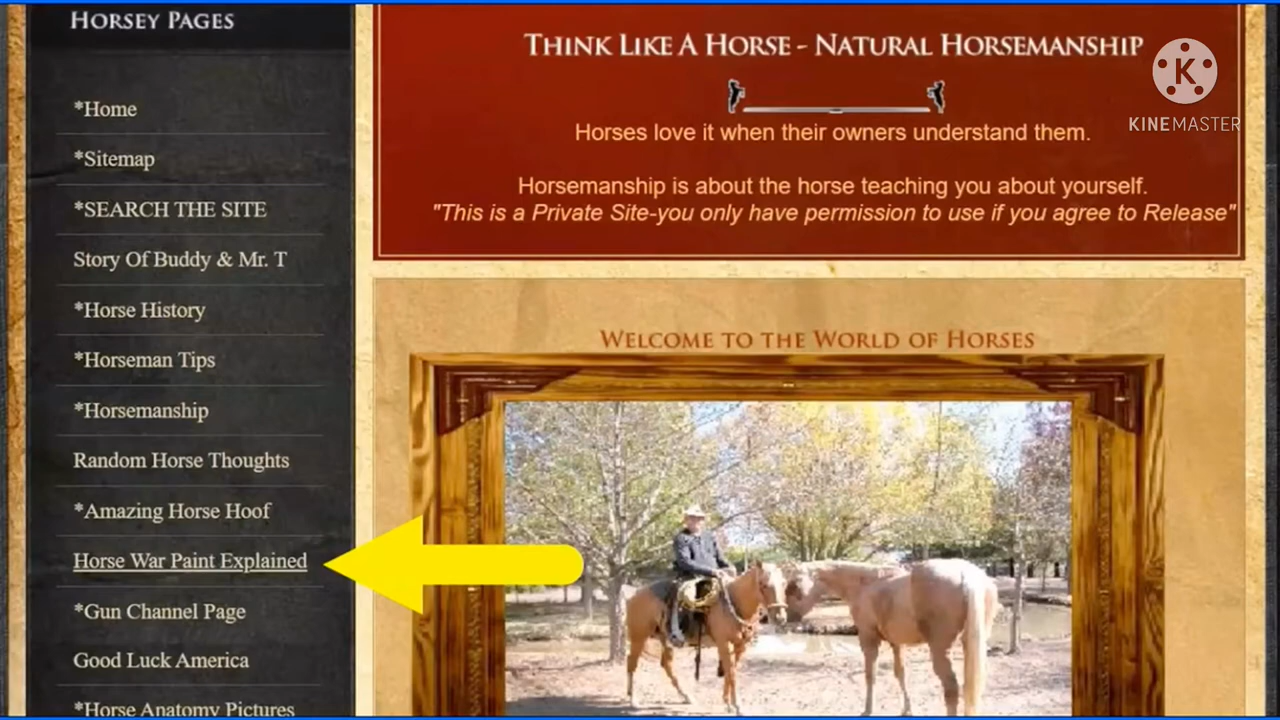 HORSEY PAGES
*Home
*Sitemap
*SEARCH THE SITE
Story Of Buddy & Mr. T
*Horse History
*Horseman Tips
*Horsemanship
Random Horse Thoughts
*Amazing Horse Hoof
Horse War Paint Explained
*Gun Channel Page
Good Luck America
*Horse Anatomy Pictures
THINK LIKE A HORSE - NATURAL HORSEMANSHIP
Horses love it when their owners understand them.
Horsemanship is about the horse teaching you about yourself.
"This is a Private Site-you only have permission to use if you agree to Release"
WELCOME TO THE WORLD OF HORSES
K
KINEMASTER